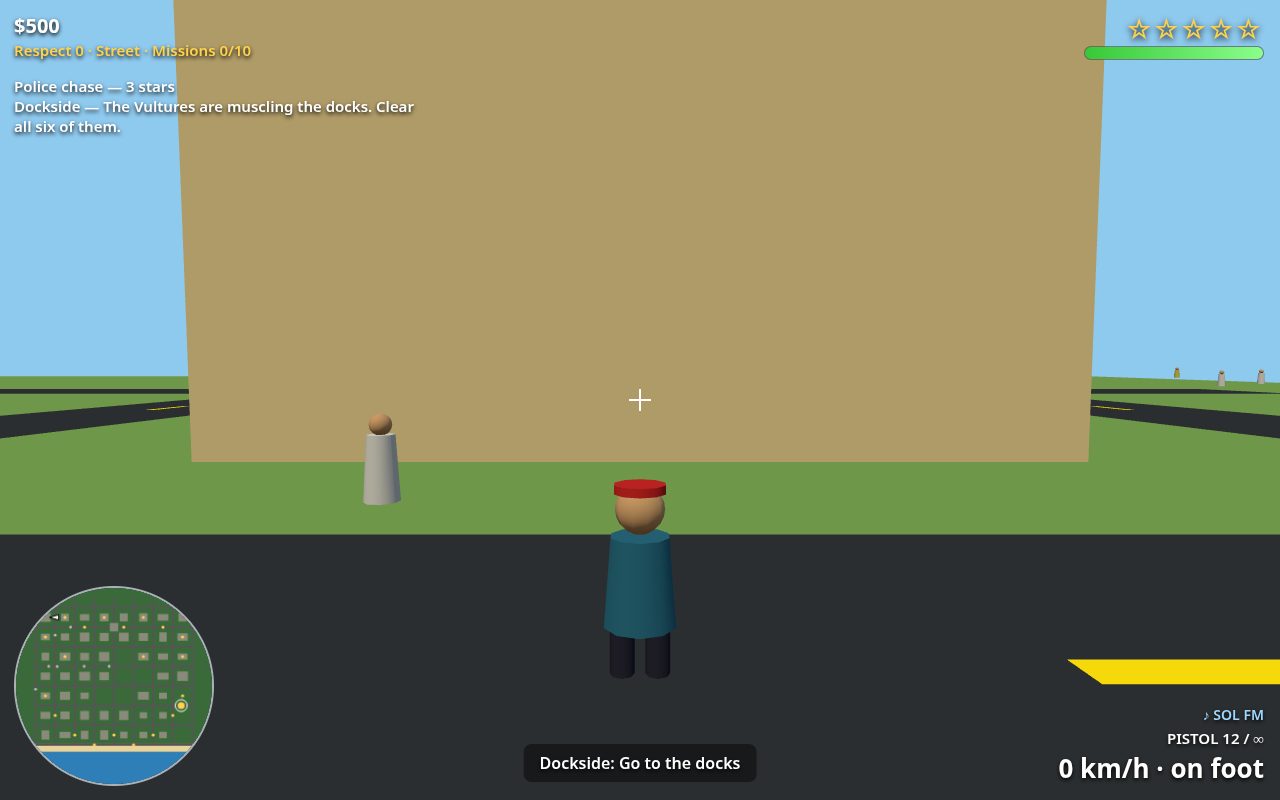 $500
Respect 0 · Street · Missions 0/10
Police chase — 3 stars
Dockside — The Vultures are muscling the docks. Clear
all six of them.
♪ SOL FM
PISTOL 12 / ∞
0 km/h · on foot
Dockside: Go to the docks